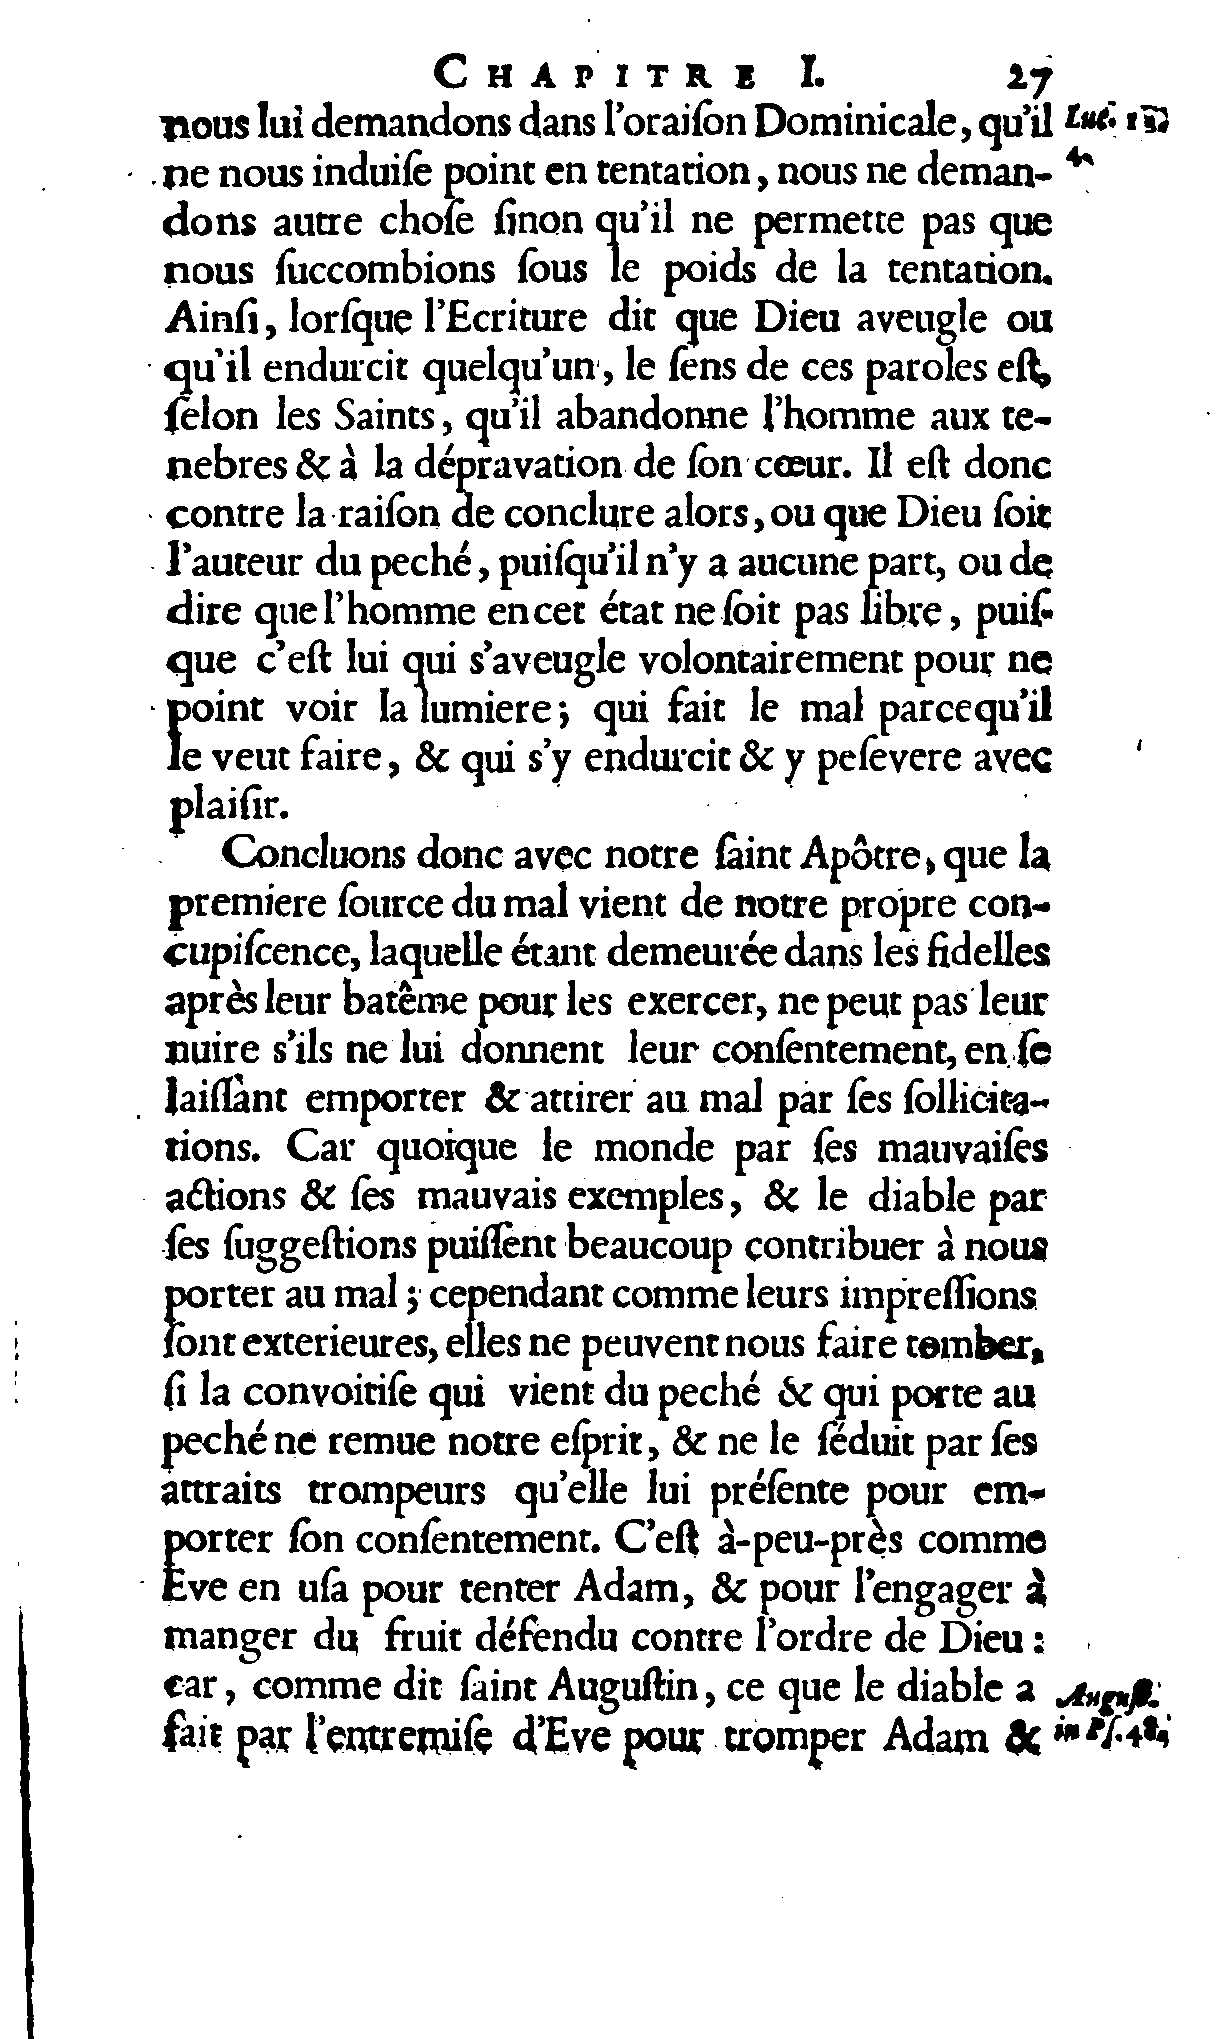 CHAPITRE I. 27
nous lui demandons dans l'oraiſon Dominicale, qu'il
ne nous induiſe point en tentation, nous ne deman-
dons autre choſe ſinon qu'il ne permette pas que
nous ſuccombions ſous le poids de la tentation.
Ainſi, lorſque l'Ecriture dit que Dieu aveugle ou
qu'il endurcit quelqu'un, le ſens de ces paroles eſt,
ſelon les Saints, qu'il abandonne l'homme aux te-
nebres & à la dépravation de ſon cœur. Il eſt donc
contre la raiſon de conclure alors, ou que Dieu ſoit
l'auteur du peché, puiſqu'il n'y a aucune part, ou de
dire que l'homme en cet état ne ſoit pas libre, puiſ-
que c'eſt lui qui s'aveugle volontairement pour ne
point voir la lumiere; qui fait le mal parcequ'il
le veut faire, & qui s'y endurcit & y peſevere avec
plaiſir.
Concluons donc avec notre ſaint Apôtre, que la
premiere ſource du mal vient de notre propre con-
cupiſcence, laquelle étant demeurée dans les fidelles
après leur batême pour les exercer, ne peut pas leur
nuire s'ils ne lui donnent leur conſentement, en ſe
laiſſant emporter & attirer au mal par ſes ſollicita-
tions. Car quoique le monde par ſes mauvaiſes
actions & ſes mauvais exemples, & le diable par
ſes ſuggeſtions puiſſent beaucoup contribuer à nous
porter au mal; cependant comme leurs impreſſions
ſont exterieures, elles ne peuvent nous faire tomber,
ſi la convoitiſe qui vient du peché & qui porte au
peché ne remue notre eſprit, & ne le ſéduit par ſes
attraits trompeurs qu'elle lui préſente pour em-
porter ſon conſentement. C'eſt à-peu-près comme
Eve en uſa pour tenter Adam, & pour l'engager à
manger du fruit défendu contre l'ordre de Dieu:
car, comme dit ſaint Auguſtin, ce que le diable a
fait par l'entremiſe d'Eve pour tromper Adam &
Luc.
4.
Auguſt.
in Pſ. 48.